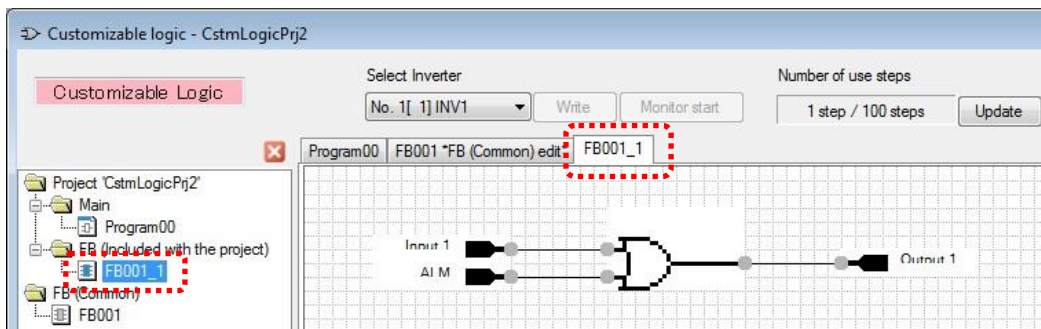 Customizable logic - CstmLogicPrj2
Select Inverter
Number of use steps
Customizable Logic
No. 1[ 1] INV1
Write
Monitor start
1 step / 100 steps
Update
Program00
FB001 *FB (Common) edit*
FB001_1
Project 'CstmLogicPrj2'
Main
Program00
FB (Included with the project)
FB001_1
FB (Common)
FB001
Input 1
ALM
Output 1